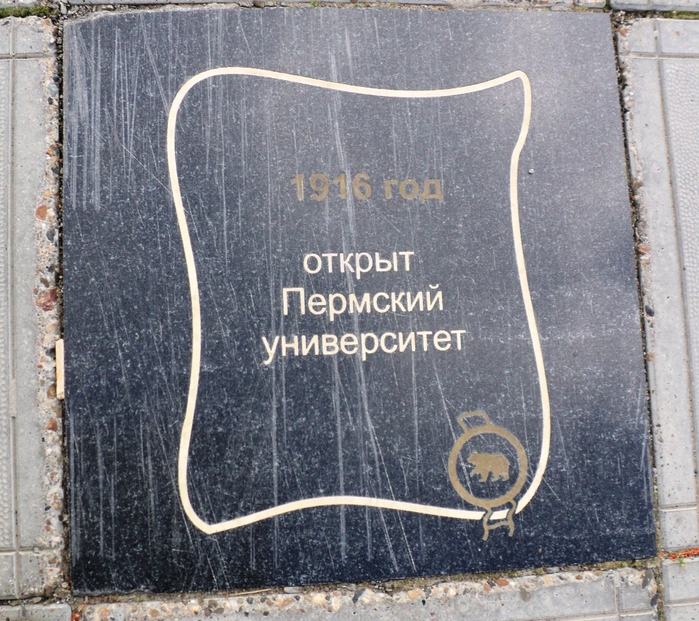 1916 год
открыт
Пермский
университет